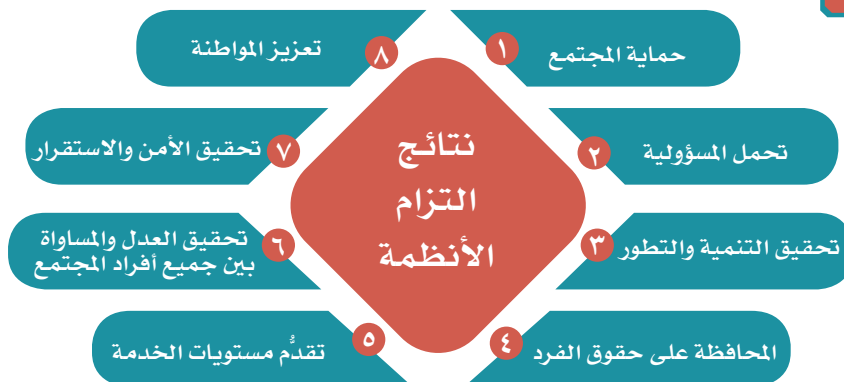 نتائج
التزام
الأنظمة
١ حماية المجتمع
٢ تحمل المسؤولية
٣ تحقيق التنمية والتطور
٤ المحافظة على حقوق الفرد
٥ تقدُّم مستويات الخدمة
٦ تحقيق العدل والمساواة
بين جميع أفراد المجتمع
٧ تحقيق الأمن والاستقرار
٨ تعزيز المواطنة